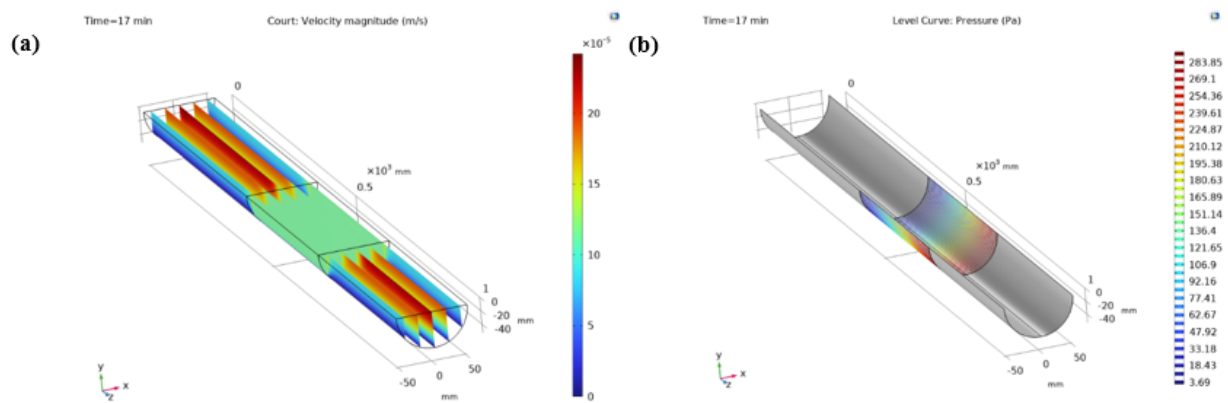 Time=17 min Court: Velocity magnitude (m/s)
(a)
×10⁻⁵
20
15
10
5
0
0
×10³ mm
0.5
1
0
-20
-40
mm
50
0
-50
mm
y
x
z
Time=17 min Level Curve: Pressure (Pa)
(b)
283.85
269.1
254.36
239.61
224.87
210.12
195.38
180.63
165.89
151.14
136.4
121.65
106.9
92.16
77.41
62.67
47.92
33.18
18.43
3.69
0
×10³ mm
0.5
1
0
-20
-40
mm
50
0
-50
mm
y
x
z